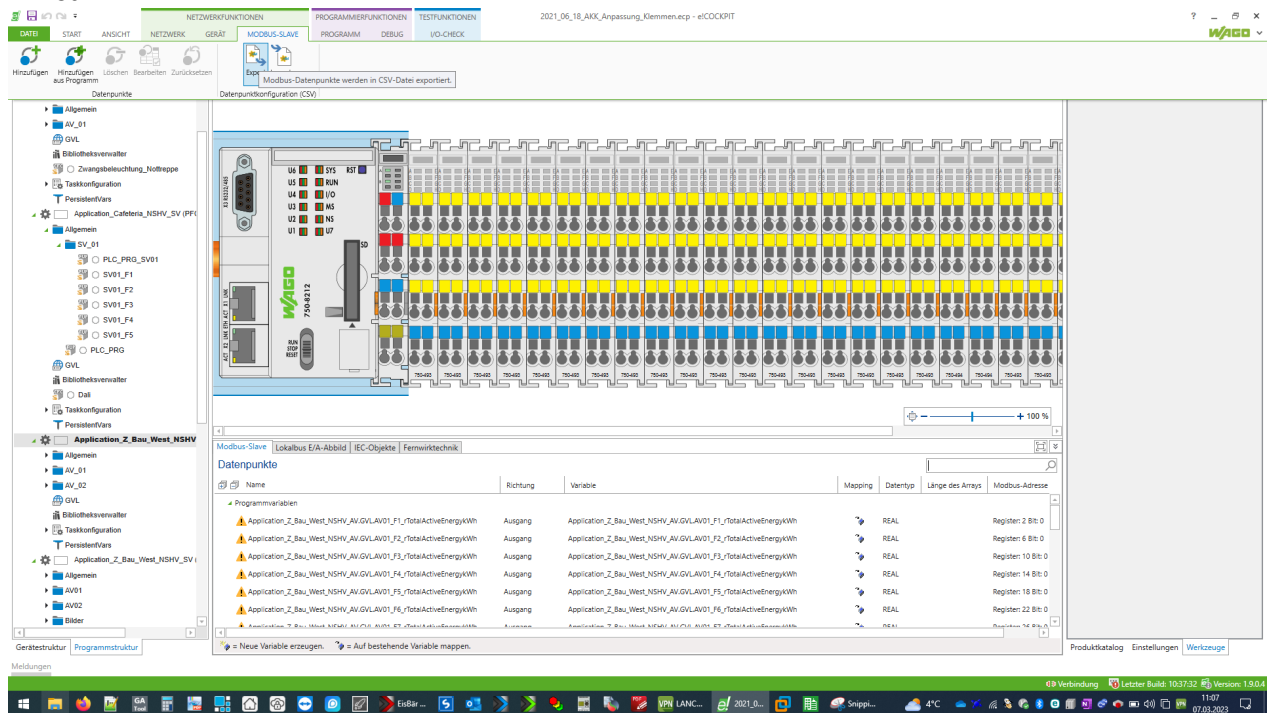 NETZWERKFUNKTIONEN PROGRAMMIERFUNKTIONEN TESTFUNKTIONEN 2021_06_18_AKK_Anpassung_Klemmen.ecp - e!COCKPIT
DATEI START ANSICHT NETZWERK GERÄT MODBUS-SLAVE PROGRAMM DEBUG I/O-CHECK WAGO
Hinzufügen Hinzufügen aus Programm Löschen Bearbeiten Zurücksetzen
Modbus-Datenpunkte werden in CSV-Datei exportiert.
Datenpunkte Datenpunktkonfiguration (CSV)
Allgemein
AV_01
GVL
Bibliotheksverwalter
Zwangsbeleuchtung_Nottreppe
Taskkonfiguration
PersistentVars
Application_Cafeteria_NSHV_SV (PF
Allgemein
SV_01
PLC_PRG_SV01
SV01_F1
SV01_F2
SV01_F3
SV01_F4
SV01_F5
PLC_PRG
GVL
Bibliotheksverwalter
Dali
Taskkonfiguration
PersistentVars
Application_Z_Bau_West_NSHV
Allgemein
AV_01
AV_02
GVL
Bibliotheksverwalter
Taskkonfiguration
PersistentVars
Application_Z_Bau_West_NSHV_SV (
Allgemein
AV01
AV02
Bilder
Gerätestruktur Programmstruktur
Meldungen
X3 RS232/485
U6 SYS RST
U5 RUN
U4 I/O
U3 MS
U2 NS
U1 U7
SD
WAGO
750-8212
RUN
STOP
RESET
100 %
Modbus-Slave Lokalbus E/A-Abbild IEC-Objekte Fernwirktechnik
Datenpunkte
Name Richtung Variable Mapping Datentyp Länge des Arrays Modbus-Adresse
Programmvariablen
Application_Z_Bau_West_NSHV_AV.GVL.AV01_F1_rTotalActiveEnergykWh Ausgang Application_Z_Bau_West_NSHV_AV.GVL.AV01_F1_rTotalActiveEnergykWh REAL Register: 2 Bit: 0
Application_Z_Bau_West_NSHV_AV.GVL.AV01_F2_rTotalActiveEnergykWh Ausgang Application_Z_Bau_West_NSHV_AV.GVL.AV01_F2_rTotalActiveEnergykWh REAL Register: 6 Bit: 0
Application_Z_Bau_West_NSHV_AV.GVL.AV01_F3_rTotalActiveEnergykWh Ausgang Application_Z_Bau_West_NSHV_AV.GVL.AV01_F3_rTotalActiveEnergykWh REAL Register: 10 Bit: 0
Application_Z_Bau_West_NSHV_AV.GVL.AV01_F4_rTotalActiveEnergykWh Ausgang Application_Z_Bau_West_NSHV_AV.GVL.AV01_F4_rTotalActiveEnergykWh REAL Register: 14 Bit: 0
Application_Z_Bau_West_NSHV_AV.GVL.AV01_F5_rTotalActiveEnergykWh Ausgang Application_Z_Bau_West_NSHV_AV.GVL.AV01_F5_rTotalActiveEnergykWh REAL Register: 18 Bit: 0
Application_Z_Bau_West_NSHV_AV.GVL.AV01_F6_rTotalActiveEnergykWh Ausgang Application_Z_Bau_West_NSHV_AV.GVL.AV01_F6_rTotalActiveEnergykWh REAL Register: 22 Bit: 0
= Neue Variable erzeugen. = Auf bestehende Variable mappen.
Produktkatalog Einstellungen Werkzeuge
Verbindung Letzter Build: 10:37:32 Version: 1.9.0.4
GA Tool EisBär ... VPN LANC... 2021_0... Snippi... 4°C 11:07
07.03.2023